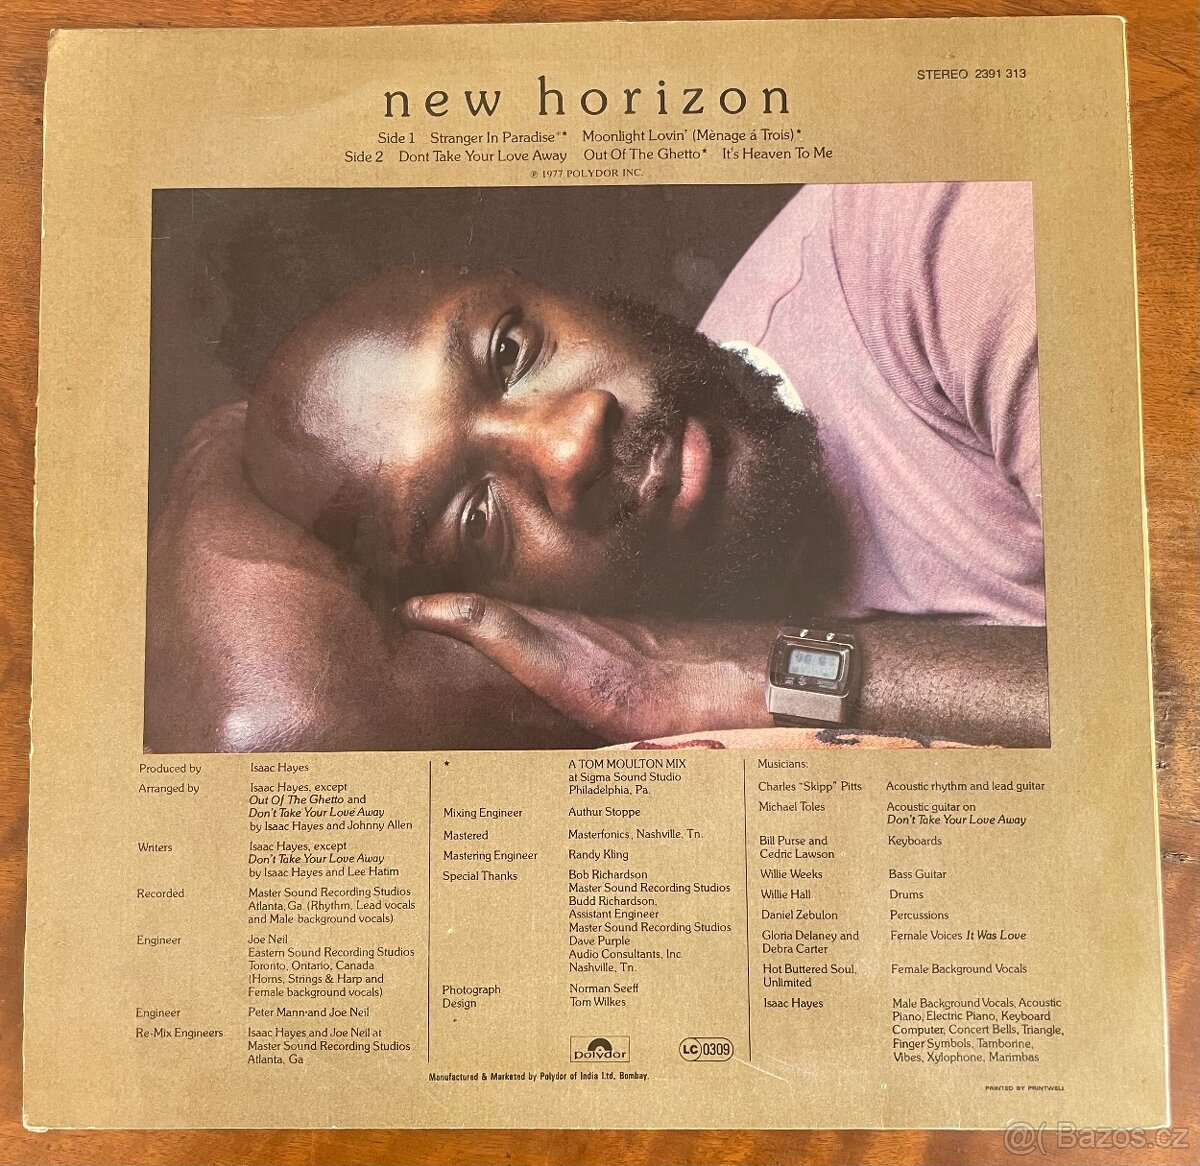 STEREO 2391 313
new horizon
Side 1 Stranger In Paradise** Moonlight Lovin' (Mènage á Trois)*
Side 2 Dont Take Your Love Away Out Of The Ghetto* It's Heaven To Me
℗ 1977 POLYDOR INC.
Produced by Isaac Hayes
Arranged by Isaac Hayes, except
Out Of The Ghetto and
Don't Take Your Love Away
by Isaac Hayes and Johnny Allen
Writers Isaac Hayes, except
Don't Take Your Love Away
by Isaac Hayes and Lee Hatim
Recorded Master Sound Recording Studios
Atlanta, Ga. (Rhythm, Lead vocals
and Male background vocals)
Engineer Joe Neil
Eastern Sound Recording Studios
Toronto, Ontario, Canada
(Horns, Strings & Harp and
Female background vocals)
Engineer Peter Mann and Joe Neil
Re-Mix Engineers Isaac Hayes and Joe Neil at
Master Sound Recording Studios
Atlanta, Ga
* A TOM MOULTON MIX
at Sigma Sound Studio
Philadelphia, Pa.
Mixing Engineer Authur Stoppe
Mastered Masterfonics, Nashville, Tn.
Mastering Engineer Randy Kling
Special Thanks Bob Richardson
Master Sound Recording Studios
Budd Richardson,
Assistant Engineer
Master Sound Recording Studios
Dave Purple
Audio Consultants, Inc.
Nashville, Tn.
Photograph Norman Seeff
Design Tom Wilkes
polydor
LC 0309
Manufactured & Marketed by Polydor of India Ltd. Bombay.
Musicians:
Charles "Skipp" Pitts Acoustic rhythm and lead guitar
Michael Toles Acoustic guitar on
Don't Take Your Love Away
Bill Purse and Keyboards
Cedric Lawson
Willie Weeks Bass Guitar
Willie Hall Drums
Daniel Zebulon Percussions
Gloria Delaney and Female Voices It Was Love
Debra Carter
Hot Buttered Soul, Female Background Vocals
Unlimited
Isaac Hayes Male Background Vocals, Acoustic
Piano, Electric Piano, Keyboard
Computer, Concert Bells, Triangle,
Finger Symbols, Tamborine,
Vibes, Xylophone, Marimbas
PRINTED BY PRINTWELL
@( Bazos.cz